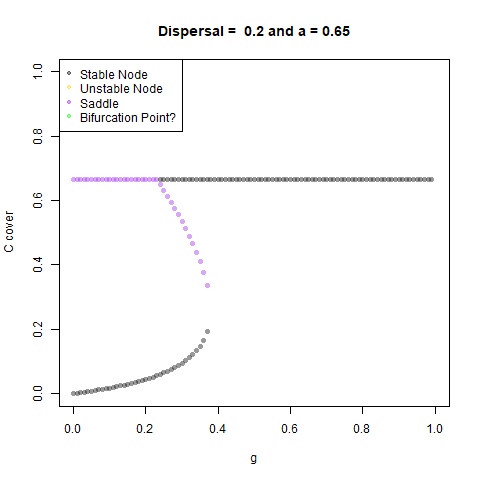 Dispersal =  0.2 and a = 0.65
Stable Node
Unstable Node
Saddle
Bifurcation Point?
C cover
1.0
0.8
0.6
0.4
0.2
0.0
0.0 0.2 0.4 0.6 0.8 1.0
g